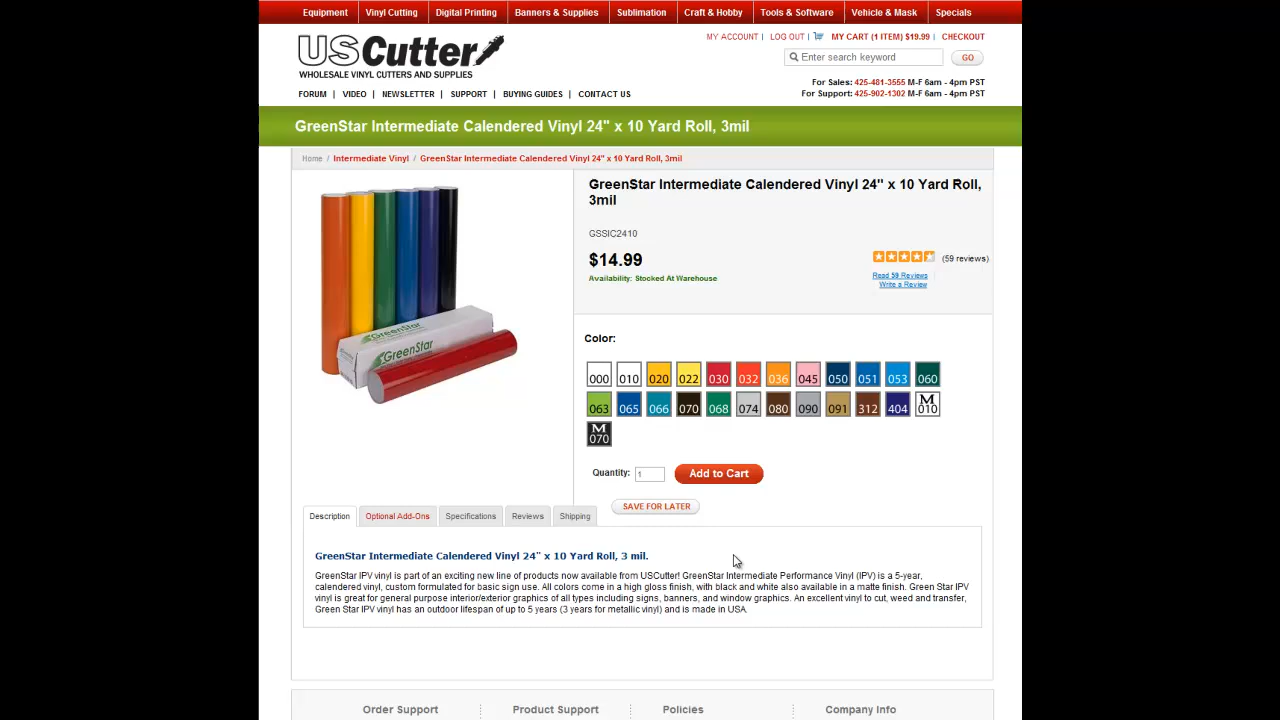 Equipment Vinyl Cutting Digital Printing Banners & Supplies Sublimation Craft & Hobby Tools & Software Vehicle & Mask Specials
MY ACCOUNT | LOG OUT | MY CART (1 ITEM) $19.99 | CHECKOUT
USCutter
WHOLESALE VINYL CUTTERS AND SUPPLIES
Enter search keyword GO
For Sales: 425-481-3555 M-F 6am - 4pm PST
For Support: 425-902-1302 M-F 6am - 4pm PST
FORUM | VIDEO | NEWSLETTER | SUPPORT | BUYING GUIDES | CONTACT US
GreenStar Intermediate Calendered Vinyl 24" x 10 Yard Roll, 3mil
Home / Intermediate Vinyl / GreenStar Intermediate Calendered Vinyl 24" x 10 Yard Roll, 3mil
GreenStar
GreenStar
GreenStar Intermediate Calendered Vinyl 24" x 10 Yard Roll,
3mil
GSSIC2410
$14.99
Availability: Stocked At Warehouse
(59 reviews)
Read 59 Reviews
Write a Review
Color:
000 010 020 022 030 032 036 045 050 051 053 060
063 065 066 070 068 074 080 090 091 312 404 M 010
M 070
Quantity: 1 Add to Cart
SAVE FOR LATER
Description Optional Add-Ons Specifications Reviews Shipping
GreenStar Intermediate Calendered Vinyl 24" x 10 Yard Roll, 3 mil.
GreenStar IPV vinyl is part of an exciting new line of products now available from USCutter! GreenStar Intermediate Performance Vinyl (IPV) is a 5-year,
calendered vinyl, custom formulated for basic sign use. All colors come in a high gloss finish, with black and white also available in a matte finish. Green Star IPV
vinyl is great for general purpose interior/exterior graphics of all types including signs, banners, and window graphics. An excellent vinyl to cut, weed and transfer,
Green Star IPV vinyl has an outdoor lifespan of up to 5 years (3 years for metallic vinyl) and is made in USA.
Order Support Product Support Policies Company Info